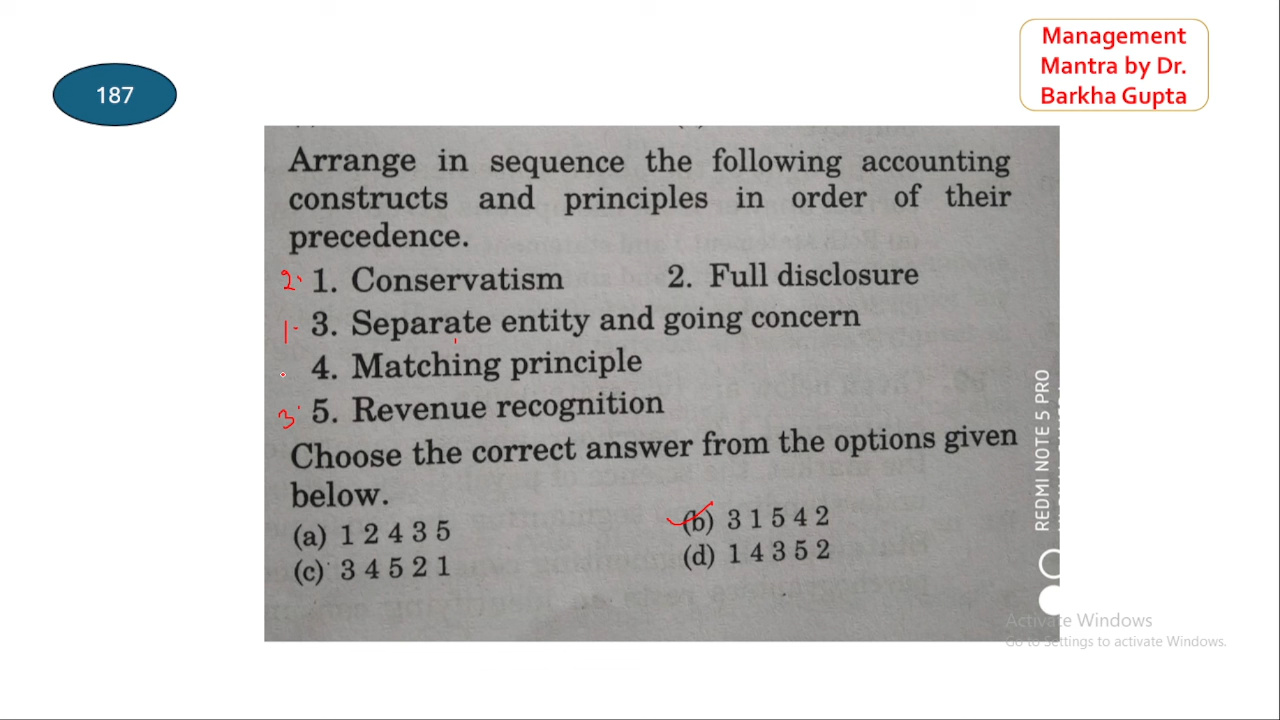 187
Management
Mantra by Dr.
Barkha Gupta
Arrange in sequence the following accounting
constructs and principles in order of their
precedence.
2. 1. Conservatism 2. Full disclosure
1. 3. Separate entity and going concern
4. Matching principle
3. 5. Revenue recognition
Choose the correct answer from the options given
below.
(a) 1 2 4 3 5 (b) 3 1 5 4 2
(c) 3 4 5 2 1 (d) 1 4 3 5 2
REDMI NOTE 5 PRO
Activate Windows
Go to Settings to activate Windows.